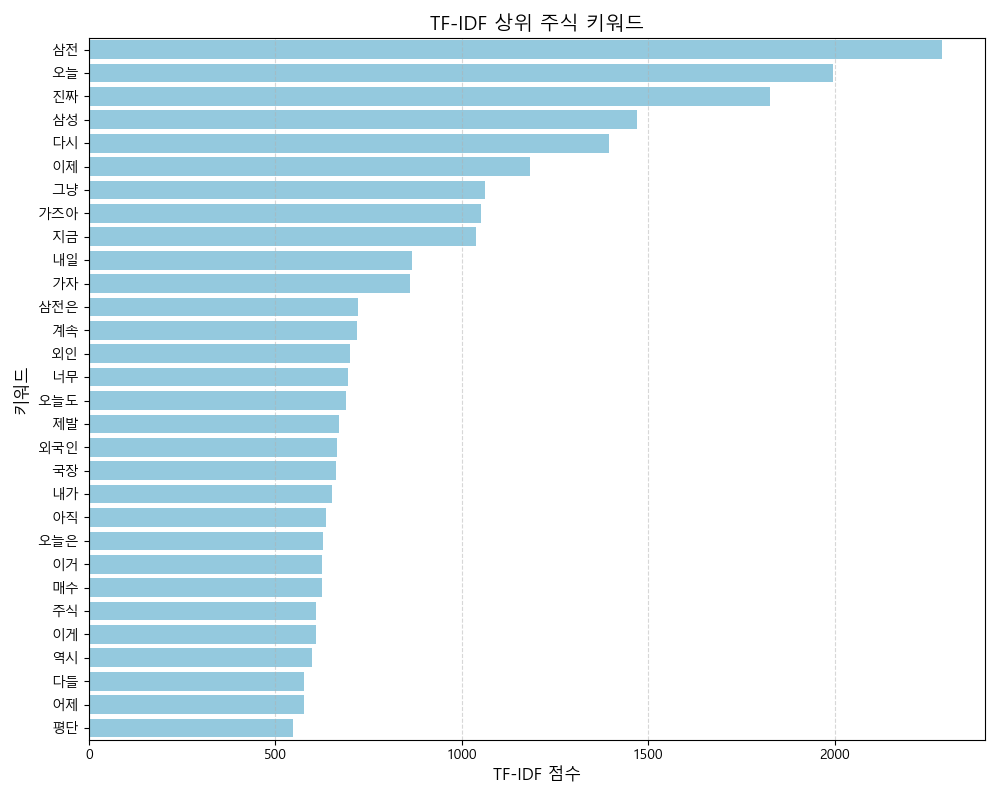 TF-IDF 상위 주식 키워드
삼전
오늘
진짜
삼성
다시
이제
그냥
가즈아
지금
내일
가자
삼전은
계속
외인
너무
오늘도
제발
외국인
국장
내가
아직
오늘은
이거
매수
주식
이게
역시
다들
어제
평단
키워드
0 500 1000 1500 2000
TF-IDF 점수